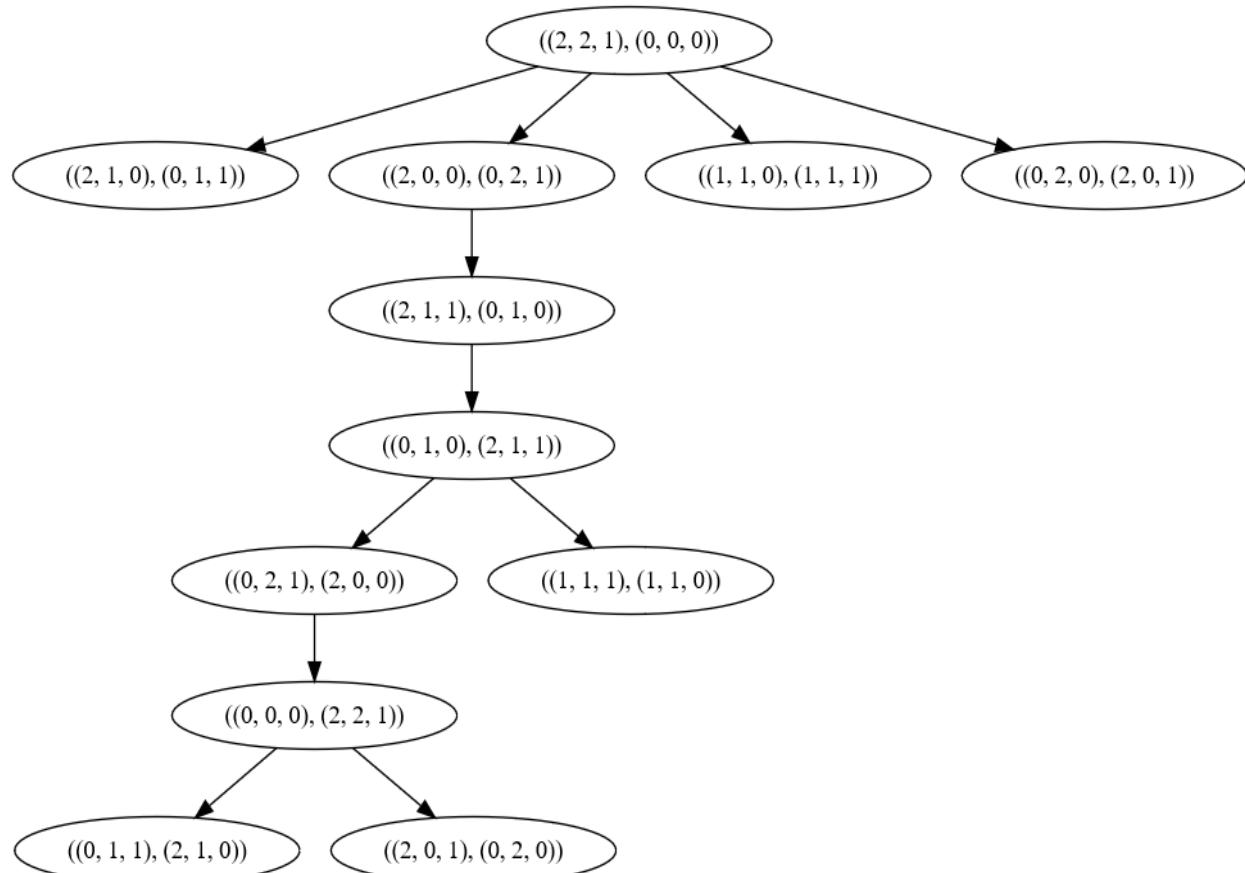 ((2, 2, 1), (0, 0, 0))
((2, 1, 0), (0, 1, 1))
((2, 0, 0), (0, 2, 1))
((1, 1, 0), (1, 1, 1))
((0, 2, 0), (2, 0, 1))
((2, 1, 1), (0, 1, 0))
((0, 1, 0), (2, 1, 1))
((0, 2, 1), (2, 0, 0))
((1, 1, 1), (1, 1, 0))
((0, 0, 0), (2, 2, 1))
((0, 1, 1), (2, 1, 0))
((2, 0, 1), (0, 2, 0))